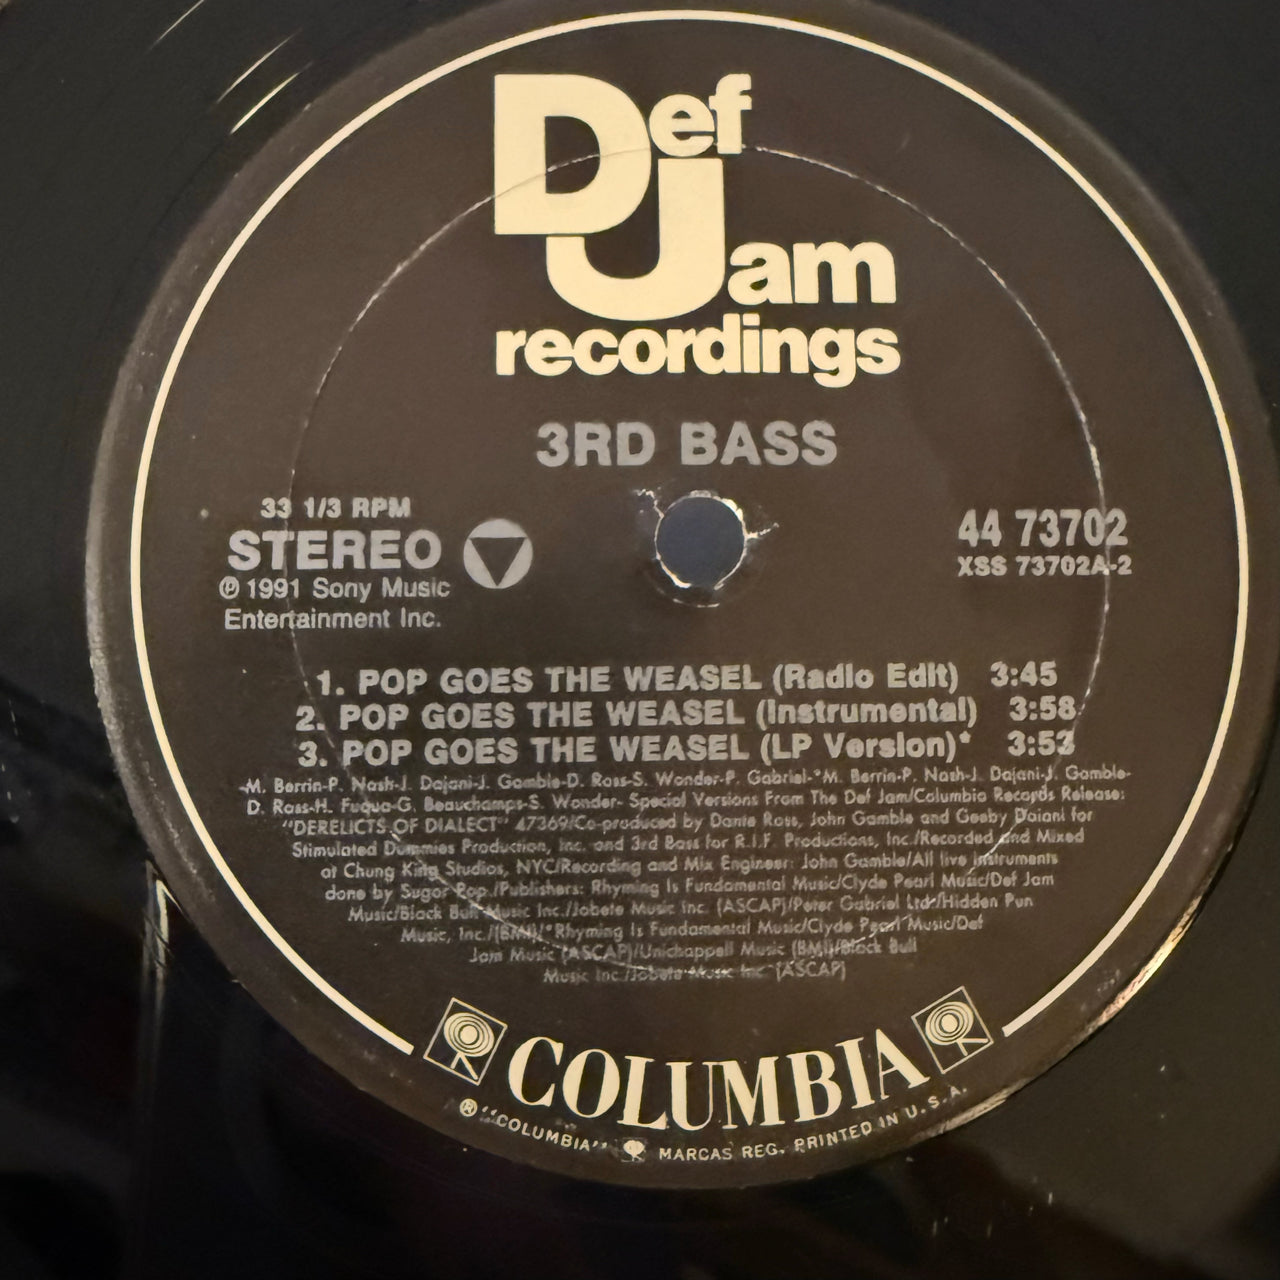 Def
Jam
recordings
3RD BASS
33 1/3 RPM
STEREO
℗ 1991 Sony Music
Entertainment Inc.
44 73702
XSS 73702A-2
1. POP GOES THE WEASEL (Radio Edit) 3:45
2. POP GOES THE WEASEL (Instrumental) 3:58
3. POP GOES THE WEASEL (LP Version)* 3:53
-M. Berrin-P. Nash-J. Dajani-J. Gamble-D. Ross-S. Wonder-P. Gabriel-*M. Berrin-P. Nash-J. Dajani-J. Gamble-
D. Ross-H. Fuqua-G. Beauchamps-S. Wonder- Special Versions From The Def Jam/Columbia Records Release:
"DERELICTS OF DIALECT" 47369/Co-produced by Dante Ross, John Gamble and Geeby Dajani for
Stimulated Dummies Production, Inc. and 3rd Bass for R.I.F. Productions, Inc./Recorded and Mixed
at Chung King Studios, NYC/Recording and Mix Engineer: John Gamble/All live instruments
done by Sugar Pop./Publishers: Rhyming Is Fundamental Music/Clyde Pearl Music/Def Jam
Music/Black Bull Music Inc./Jobete Music Inc. (ASCAP)/Peter Gabriel Ltd/Hidden Pun
Music, Inc./(BMI)/*Rhyming Is Fundamental Music/Clyde Pearl Music/Def
Jam Music (ASCAP)/Unichappell Music (BMI)/Black Bull
Music Inc./Jobete Music Inc. (ASCAP)
COLUMBIA
® "COLUMBIA" MARCAS REG. PRINTED IN U.S.A.